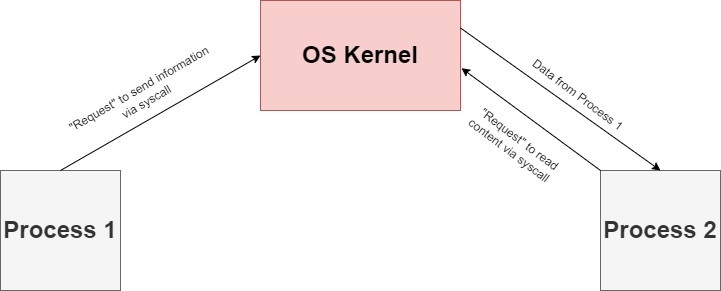 OS Kernel
"Request" to send information
via syscall
Data from Process 1
"Request" to read
content via syscall
Process 1
Process 2